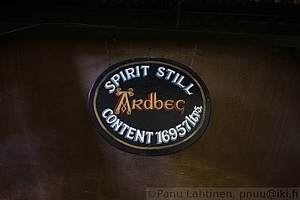 SPIRIT STILL
Ardbeg
CONTENT 16957 ltrs.
©Panu Lahtinen, pnuu@iki.fi